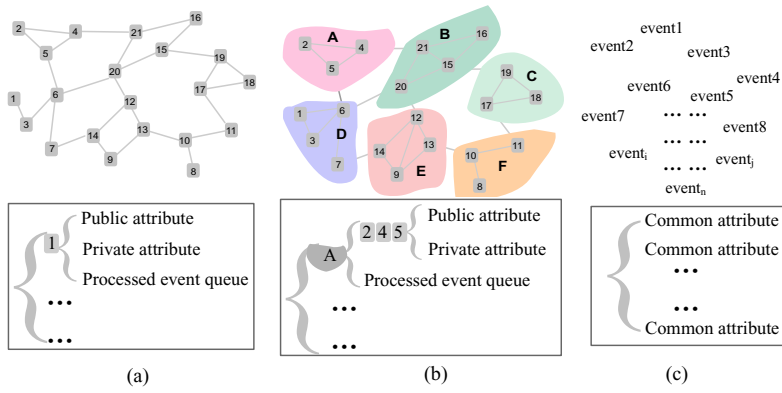 2
4
21
16
5
15
19
20
6
17
18
1
12
3
14
13
11
7
9
10
8
1
Public attribute
Private attribute
Processed event queue
...
...
(a)
A
2
4
5
B
16
21
15
20
C
19
17
18
D
1
6
3
7
E
12
14
13
9
F
11
10
8
A
2 4 5
Public attribute
Private attribute
Processed event queue
...
...
(b)
event1
event2
event3
event4
event6
event5
event7
... ...
event8
... ...
eventi
eventj
... ...
eventn
Common attribute
Common attribute
...
...
Common attribute
(c)